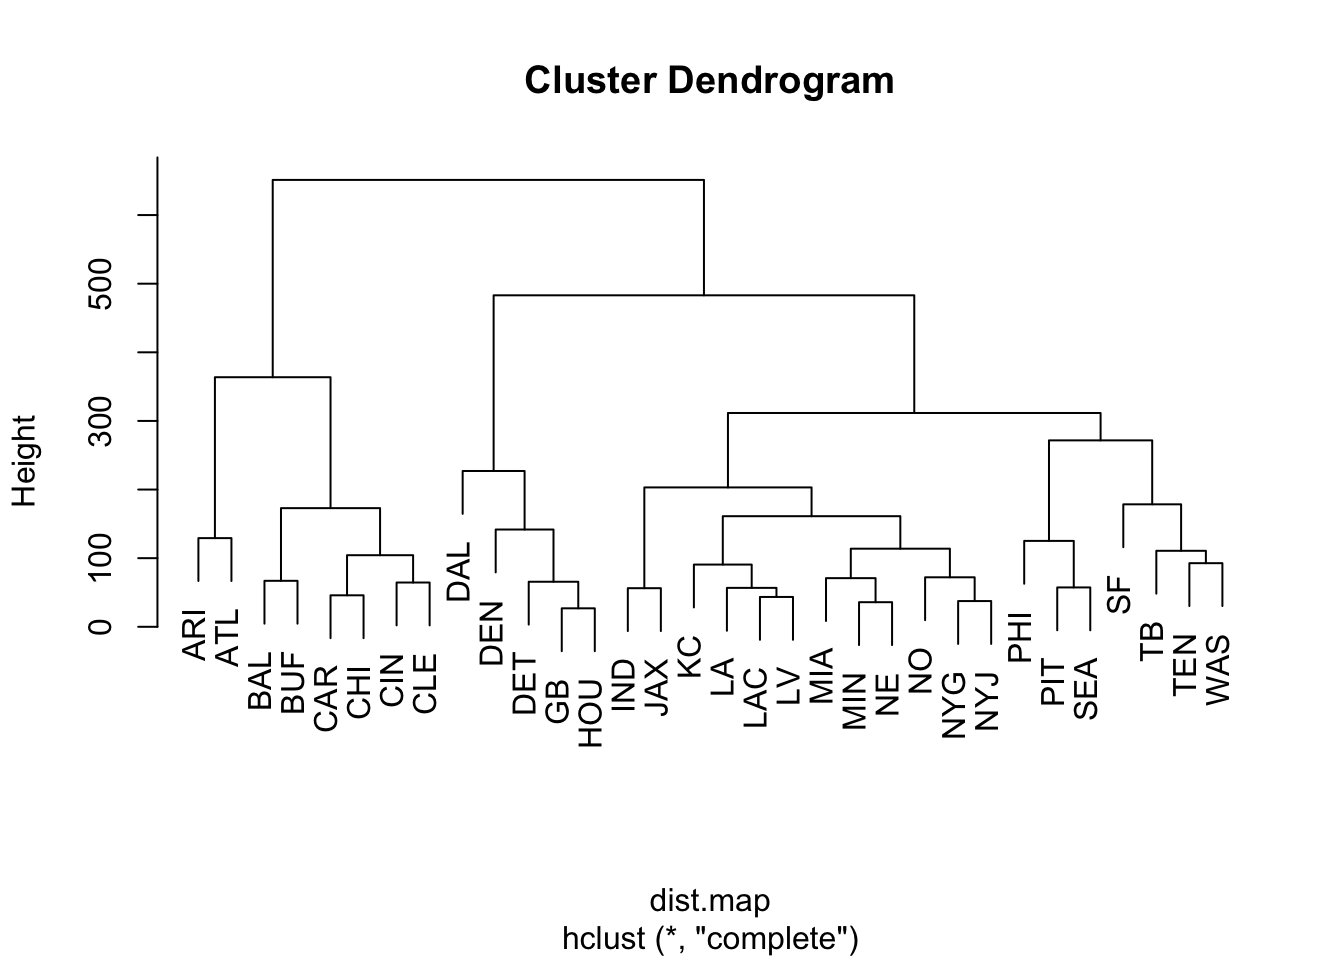 Cluster Dendrogram
Height
0 100 300 500
ARI
ATL
BAL
BUF
CAR
CHI
CIN
CLE
DAL
DEN
DET
GB
HOU
IND
JAX
KC
LA
LAC
LV
MIA
MIN
NE
NO
NYG
NYJ
PHI
PIT
SEA
SF
TB
TEN
WAS
dist.map
hclust (*, "complete")